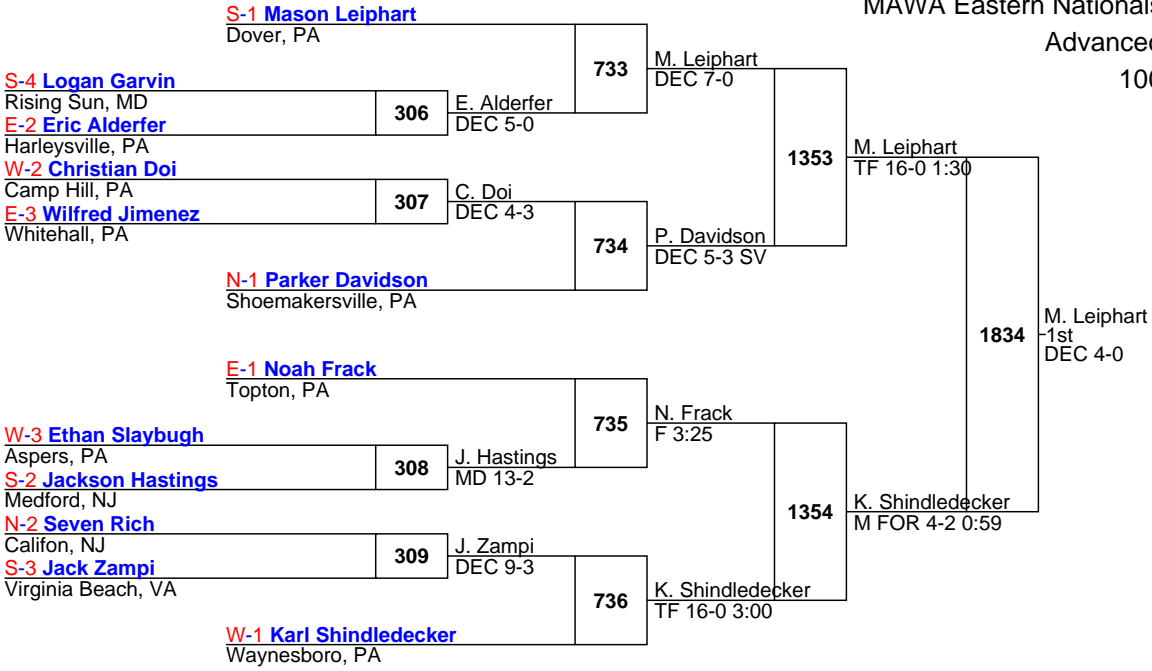 MAWA Eastern Nationals
Advanced
100
S-1 Mason Leiphart
Dover, PA
733
M. Leiphart
DEC 7-0
S-4 Logan Garvin
Rising Sun, MD
306
E. Alderfer
DEC 5-0
E-2 Eric Alderfer
Harleysville, PA
1353
M. Leiphart
TF 16-0 1:30
W-2 Christian Doi
Camp Hill, PA
307
C. Doi
DEC 4-3
E-3 Wilfred Jimenez
Whitehall, PA
734
P. Davidson
DEC 5-3 SV
N-1 Parker Davidson
Shoemakersville, PA
1834
M. Leiphart
1st
DEC 4-0
E-1 Noah Frack
Topton, PA
735
N. Frack
F 3:25
W-3 Ethan Slaybugh
Aspers, PA
308
J. Hastings
MD 13-2
S-2 Jackson Hastings
Medford, NJ
1354
K. Shindledecker
M FOR 4-2 0:59
N-2 Seven Rich
Califon, NJ
309
J. Zampi
DEC 9-3
S-3 Jack Zampi
Virginia Beach, VA
736
K. Shindledecker
TF 16-0 3:00
W-1 Karl Shindledecker
Waynesboro, PA